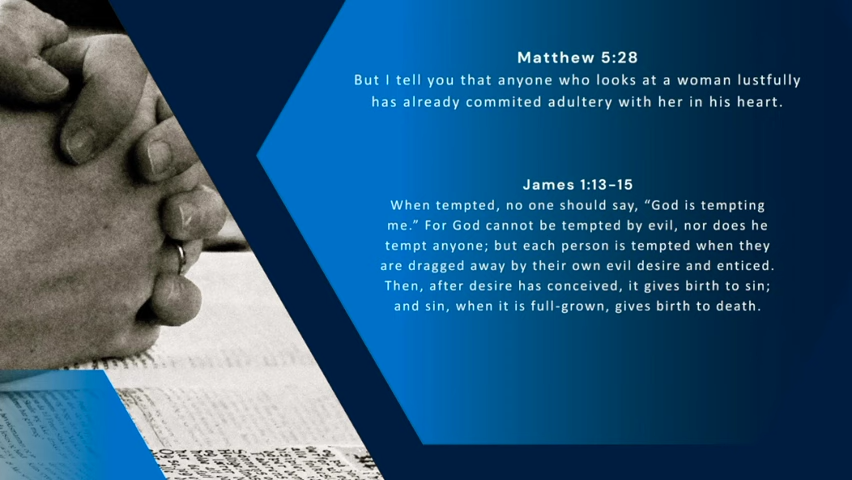 Matthew 5:28
But I tell you that anyone who looks at a woman lustfully
has already commited adultery with her in his heart.
James 1:13-15
When tempted, no one should say, “God is tempting
me.” For God cannot be tempted by evil, nor does he
tempt anyone; but each person is tempted when they
are dragged away by their own evil desire and enticed.
Then, after desire has conceived, it gives birth to sin;
and sin, when it is full-grown, gives birth to death.